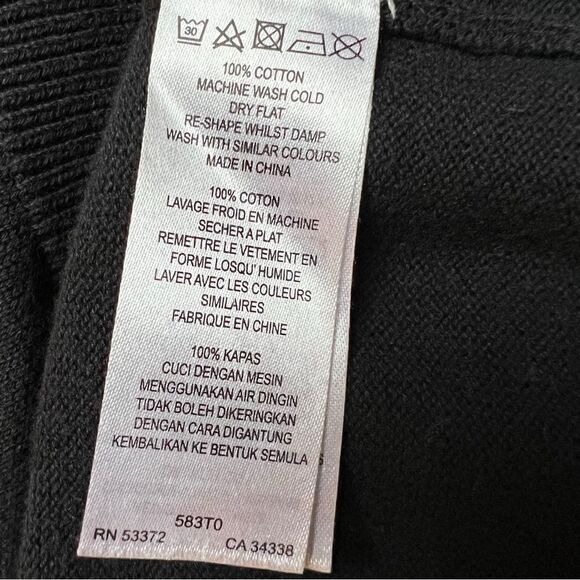 30
100% COTTON
MACHINE WASH COLD
DRY FLAT
RE-SHAPE WHILST DAMP
WASH WITH SIMILAR COLOURS
MADE IN CHINA
100% COTON
LAVAGE FROID EN MACHINE
SECHER A PLAT
REMETTRE LE VETEMENT EN
FORME LOSQU' HUMIDE
LAVER AVEC LES COULEURS
SIMILAIRES
FABRIQUE EN CHINE
100% KAPAS
CUCI DENGAN MESIN
MENGGUNAKAN AIR DINGIN
TIDAK BOLEH DIKERINGKAN
DENGAN CARA DIGANTUNG
KEMBALIKAN KE BENTUK SEMULA
583T0
RN 53372 CA 34338